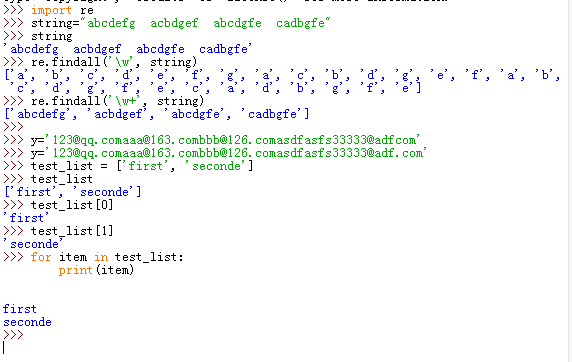 >>> import re
>>> string="abcdefg  acbdgef  abcdgfe  cadbgfe"
>>> string
'abcdefg  acbdgef  abcdgfe  cadbgfe'
>>> re.findall('\w', string)
['a', 'b', 'c', 'd', 'e', 'f', 'g', 'a', 'c', 'b', 'd', 'g', 'e', 'f', 'a', 'b',
'c', 'd', 'g', 'f', 'e', 'c', 'a', 'd', 'b', 'g', 'f', 'e']
>>> re.findall('\w+', string)
['abcdefg', 'acbdgef', 'abcdgfe', 'cadbgfe']
>>>
>>> y='123@qq.comaaa@163.combbb@126.comasdfasfs33333@adfcom'
>>> y='123@qq.comaaa@163.combbb@126.comasdfasfs33333@adf.com'
>>> test_list = ['first', 'seconde']
>>> test_list
['first', 'seconde']
>>> test_list[0]
'first'
>>> test_list[1]
'seconde'
>>> for item in test_list:
        print(item)
first
seconde
>>>